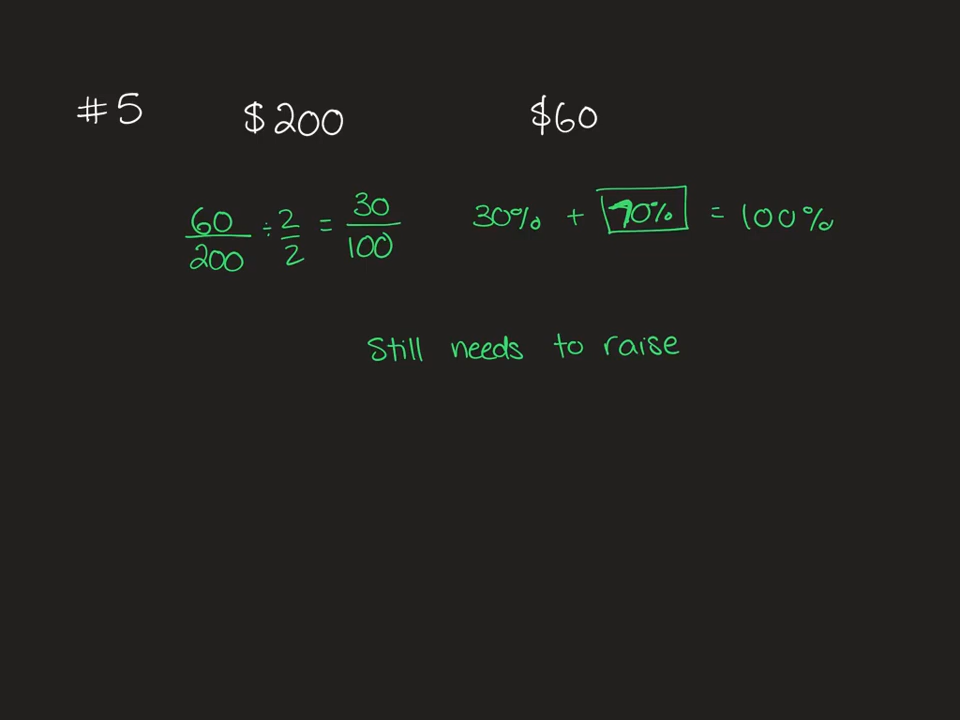 #5 $200 $60
60/200 ÷ 2/2 = 30/100 30% + 70% = 100%
Still needs to raise